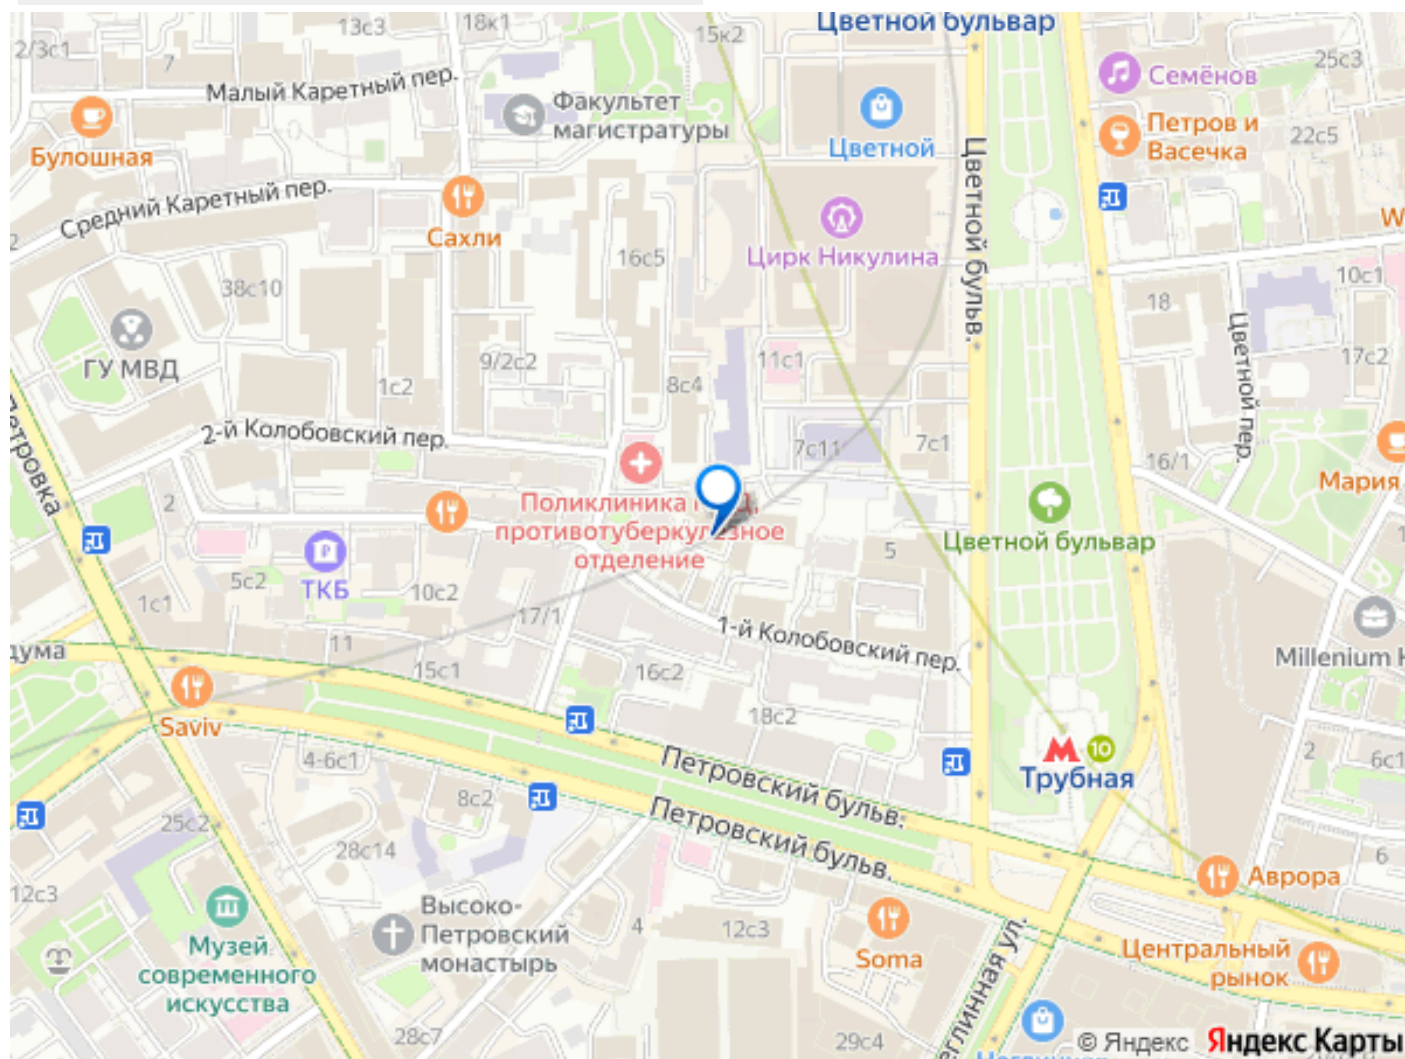 Цветной бульвар
13с3
18к1
15к2
2/3с1
7
25с3
Семёнов
Малый Каретный пер.
Факультет
магистратуры
Цветной
Петров и
Васечка
22с5
Булошная
Средний Каретный пер.
Сахли
Цветной бульв.
Цирк Никулина
16с5
38с10
10с1
18
ГУ МВД
9/2с2
11с1
1с2
8с4
17с2
Цветной пер.
2-й Колобовский пер.
7с11
7с1
16/1
Мария
Поликлиника
противотуберкулёзное
отделение
2
5
Цветной бульвар
ТКБ
5с2
10с2
1с1
17/1
11
15с1
16с2
1-й Колобовский пер.
Millenium
Saviv
18с2
4-6с1
Петровский бульв.
Петровский бульв.
Трубная
10
2
6с1
8с2
25с2
28с14
6
12с3
Аврора
Музей
современного
искусства
Высоко-
Петровский
монастырь
4
12с3
Soma
Центральный
рынок
28с7
29с4
© Яндекс Яндекс Карты